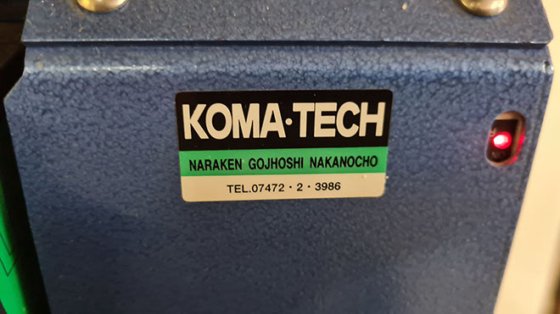 KOMA·TECH
NARAKEN GOJHOSHI NAKANOCHO
TEL.07472・2・3986